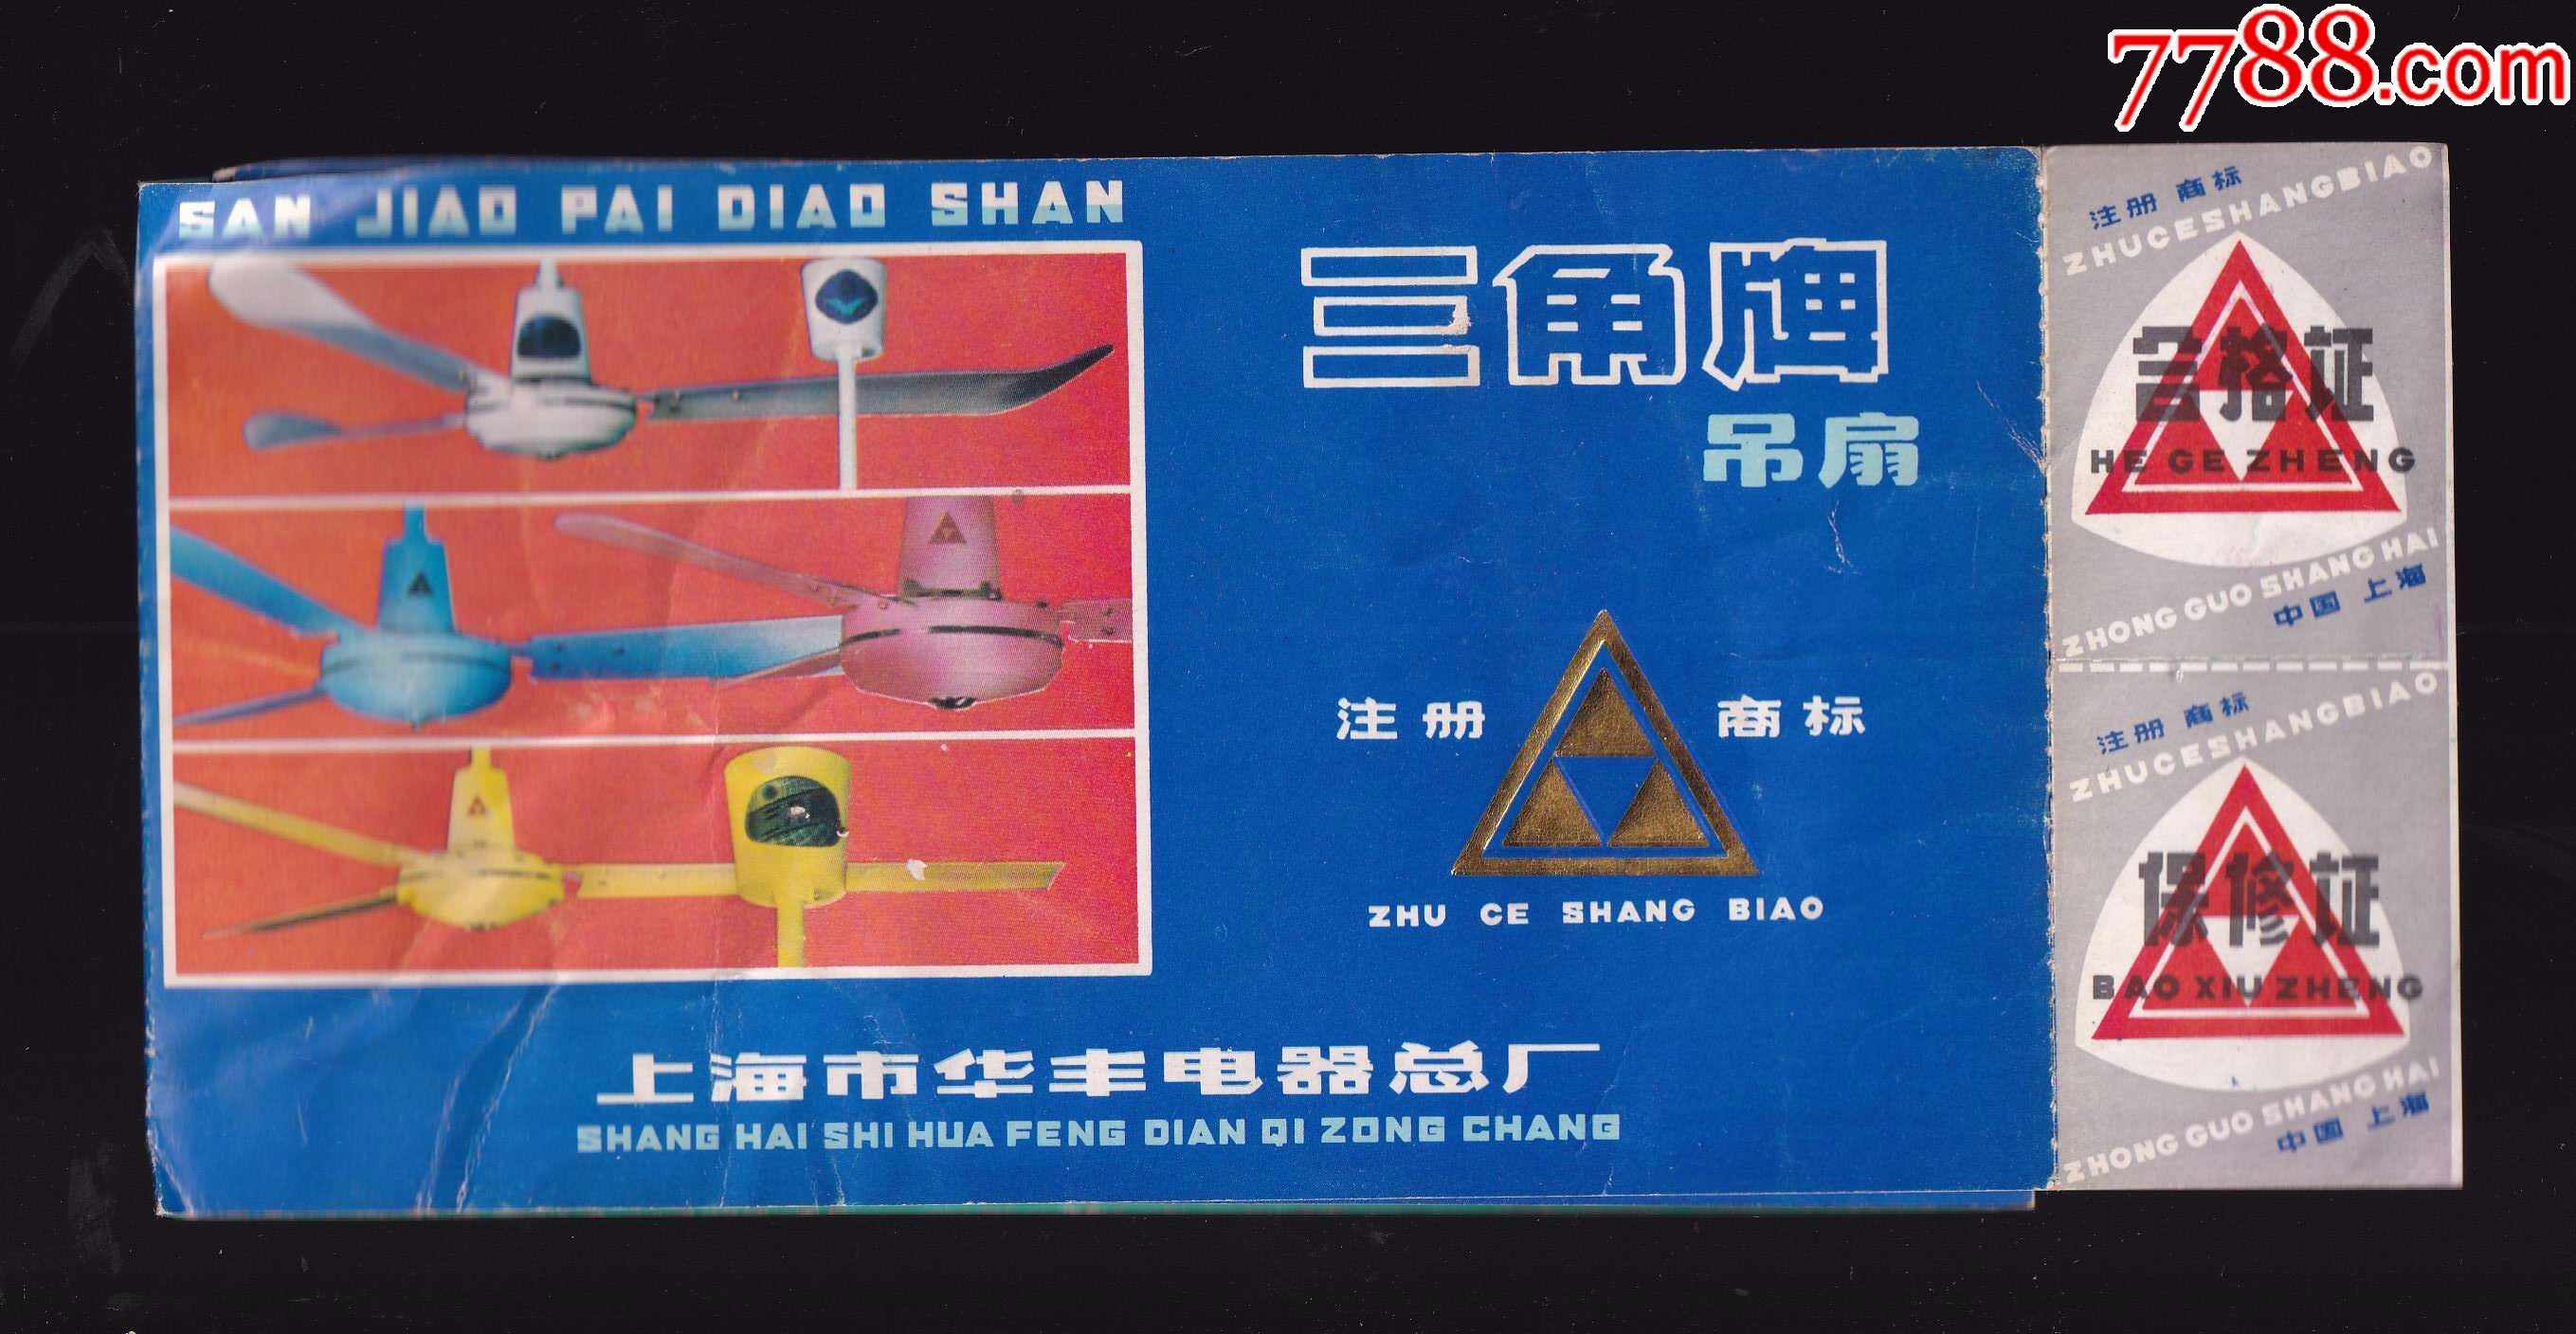 7788.com
SAN JIAO PAI DIAO SHAN
三角牌
吊扇
注册 商标
ZHU CE SHANG BIAO
上海市华丰电器总厂
SHANG HAI SHI HUA FENG DIAN QI ZONG CHANG
注册 商标
ZHUCESHANGBIAO
合格证
HE GE ZHENG
ZHONG GUO SHANG HAI
中国 上海
注册 商标
ZHUCESHANGBIAO
保修证
BAO XIU ZHENG
ZHONG GUO SHANG HAI
中国 上海